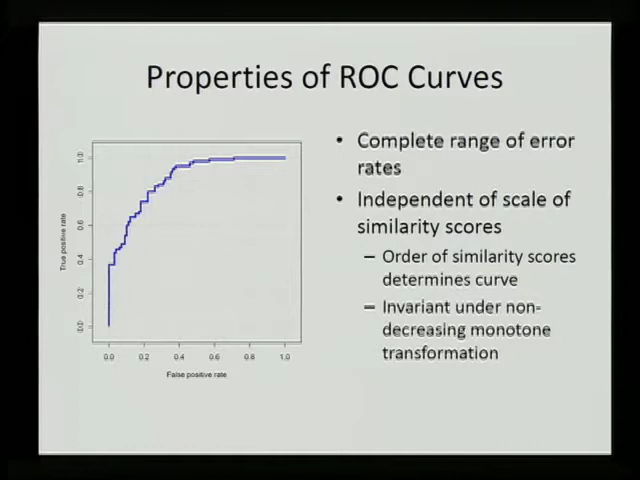 Properties of ROC Curves
• Complete range of error
rates
• Independent of scale of
similarity scores
– Order of similarity scores
determines curve
– Invariant under non-
decreasing monotone
transformation
True positive rate
1.0
0.8
0.6
0.4
0.2
0.0
0.0 0.2 0.4 0.6 0.8 1.0
False positive rate